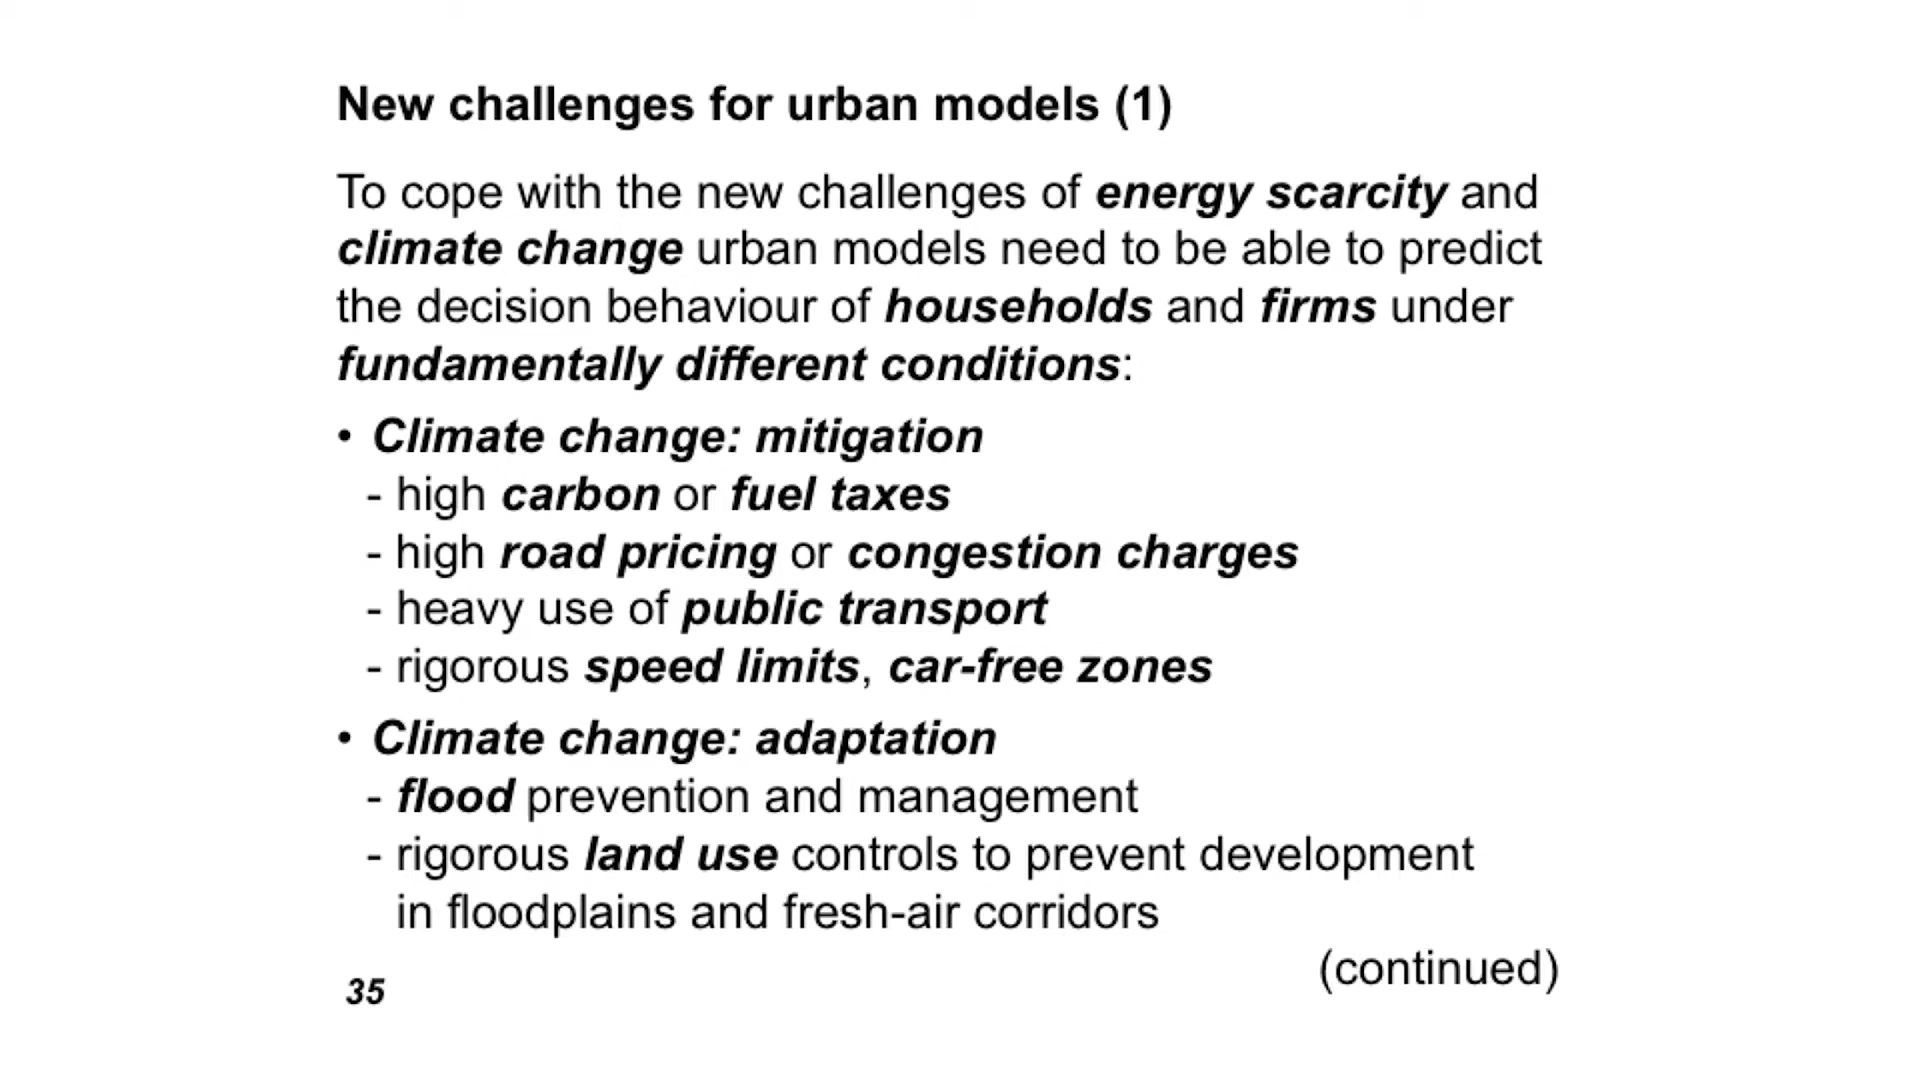 New challenges for urban models (1)
To cope with the new challenges of energy scarcity and
climate change urban models need to be able to predict
the decision behaviour of households and firms under
fundamentally different conditions:
• Climate change: mitigation
- high carbon or fuel taxes
- high road pricing or congestion charges
- heavy use of public transport
- rigorous speed limits, car-free zones
• Climate change: adaptation
- flood prevention and management
- rigorous land use controls to prevent development
in floodplains and fresh-air corridors
(continued)
35